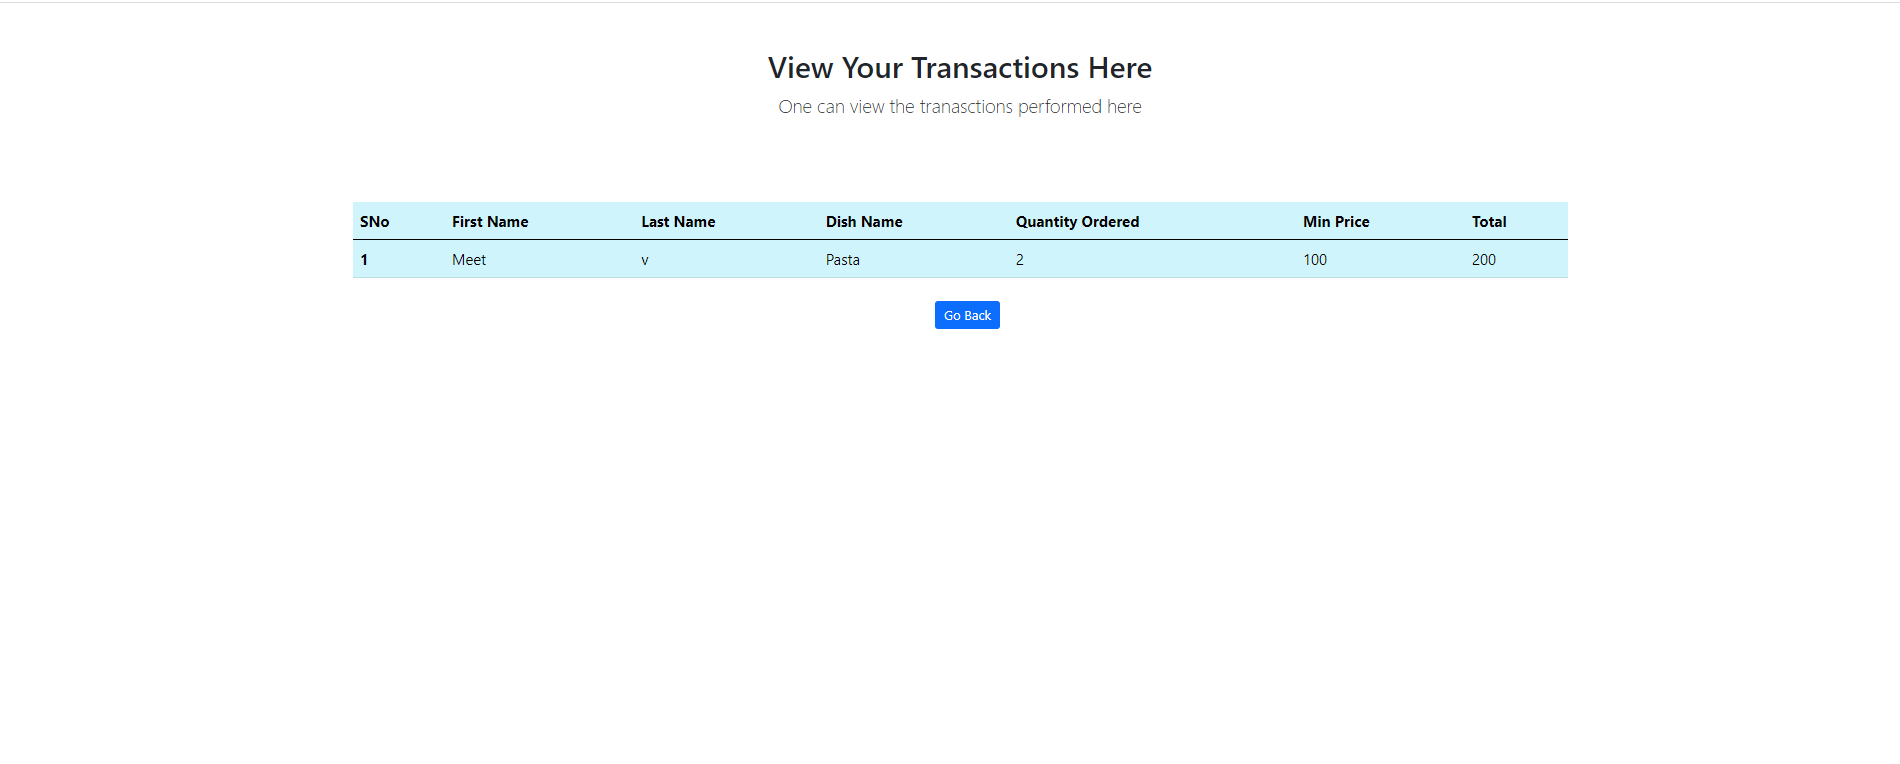 View Your Transactions Here
One can view the tranasctions performed here
SNo First Name Last Name Dish Name Quantity Ordered Min Price Total
1 Meet v Pasta 2 100 200
Go Back